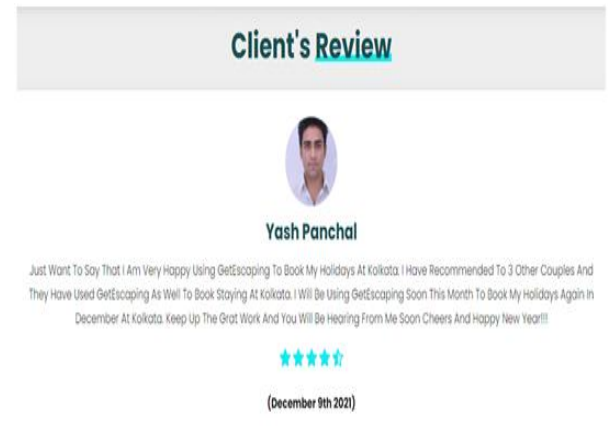 Client's Review
Yash Panchal
Just Want To Say That I Am Very Happy Using GetEscaping To Book My Holidays At Kolkata. I Have Recommended To 3 Other Couples And
They Have Used GetEscaping As Well To Book Staying At Kolkata. I Will Be Using GetEscaping Soon This Month To Book My Holidays Again In
December At Kolkata. Keep Up The Grat Work And You Will Be Hearing From Me Soon Cheers And Happy New Year!!!
(December 9th 2021)